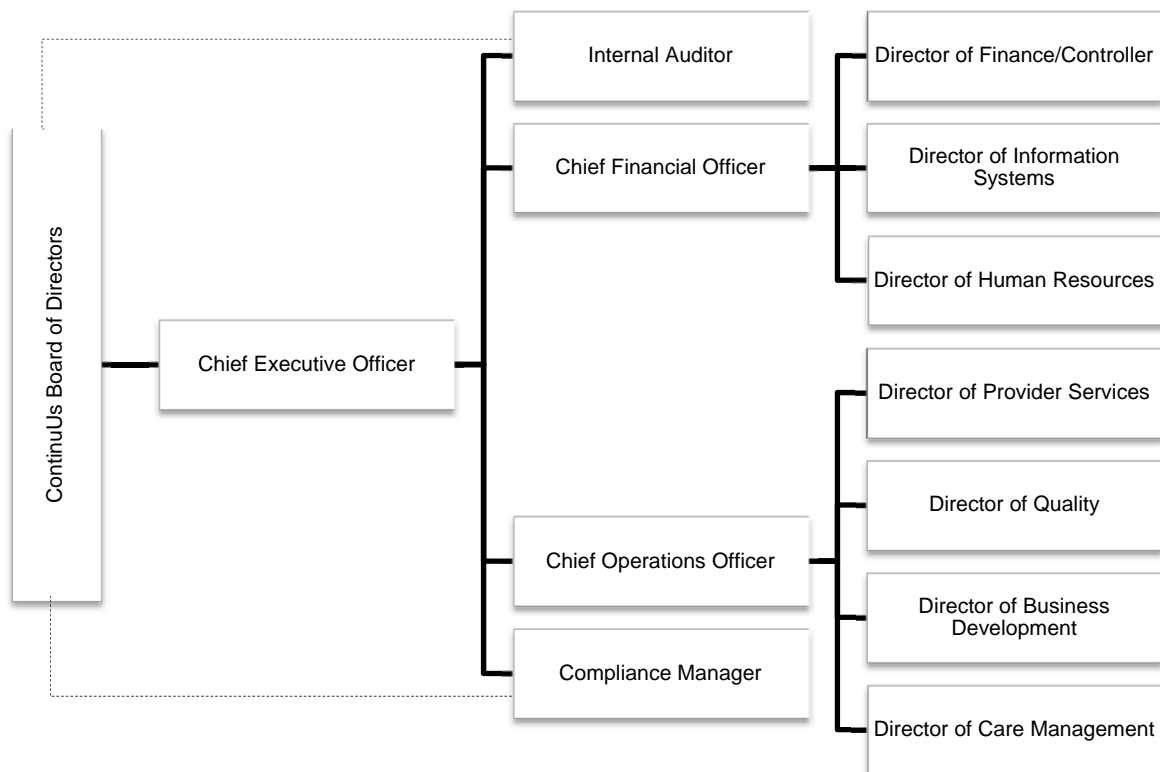 ContinuUs Board of Directors
Chief Executive Officer
Internal Auditor
Chief Financial Officer
Director of Finance/Controller
Director of Information
Systems
Director of Human Resources
Chief Operations Officer
Director of Provider Services
Director of Quality
Director of Business
Development
Director of Care Management
Compliance Manager